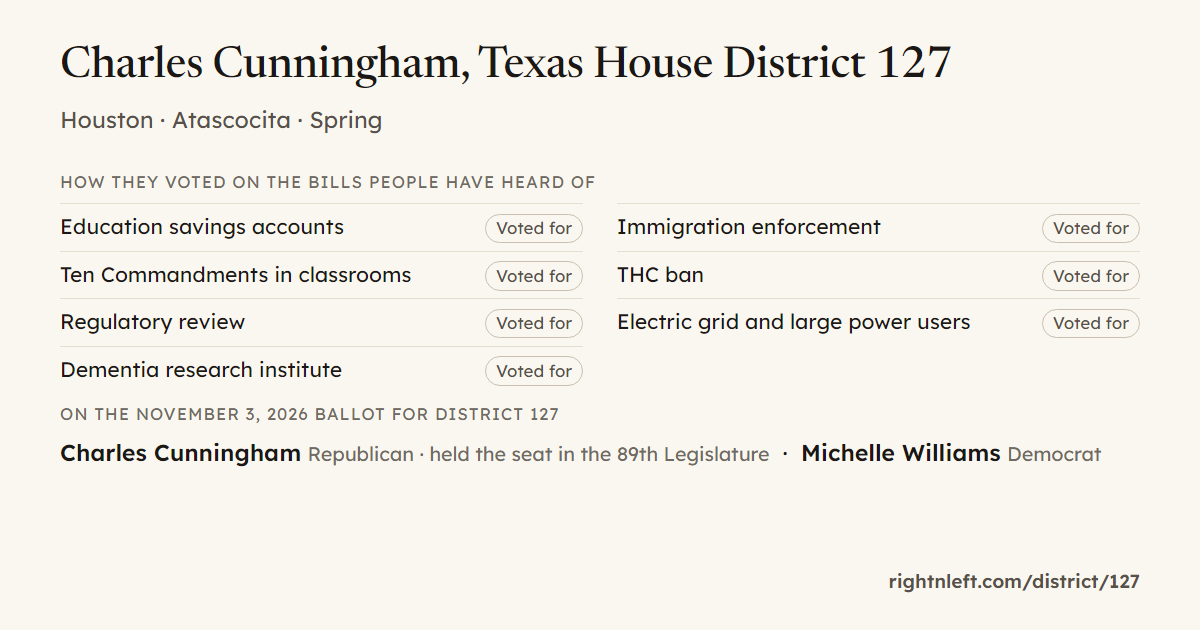 Charles Cunningham, Texas House District 127
Houston · Atascocita · Spring
HOW THEY VOTED ON THE BILLS PEOPLE HAVE HEARD OF
Education savings accounts Voted for
Ten Commandments in classrooms Voted for
Regulatory review Voted for
Dementia research institute Voted for
Immigration enforcement Voted for
THC ban Voted for
Electric grid and large power users Voted for
ON THE NOVEMBER 3, 2026 BALLOT FOR DISTRICT 127
Charles Cunningham Republican · held the seat in the 89th Legislature · Michelle Williams Democrat
rightnleft.com/district/127